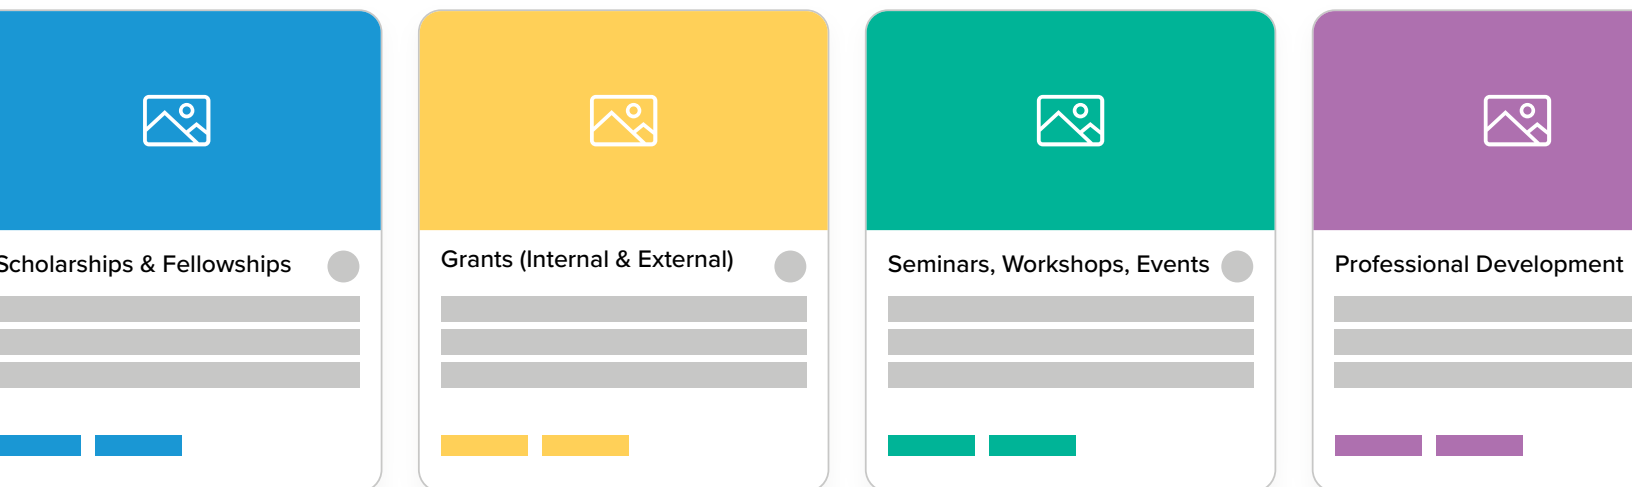 Scholarships & Fellowships
Grants (Internal & External)
Seminars, Workshops, Events
Professional Development